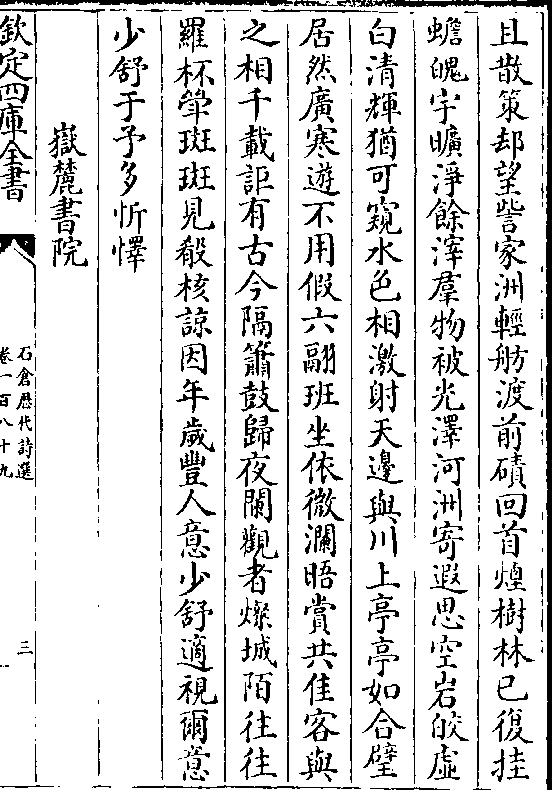 且散策却望訾家洲輕舫渡前磧回首煙樹林已復挂
蟾魄宇曠淨餘滓羣物被光澤河洲寄遐思空岩皎虛
白清輝猶可窺水色相激射天邊與川上亭亭如合璧
居然廣寒遊不用假六翮班坐依微瀾晤賞共佳客與
之相千載詎有古今隔簫鼓歸夜闌觀者燦城陌往往
羅杯犖斑斑見殽核諒因年歲豐人意少舒適視爾意
少舒于予多忻懌
嶽麓書院
欽定四庫全書
石倉歷代詩選
卷一百八十九
三